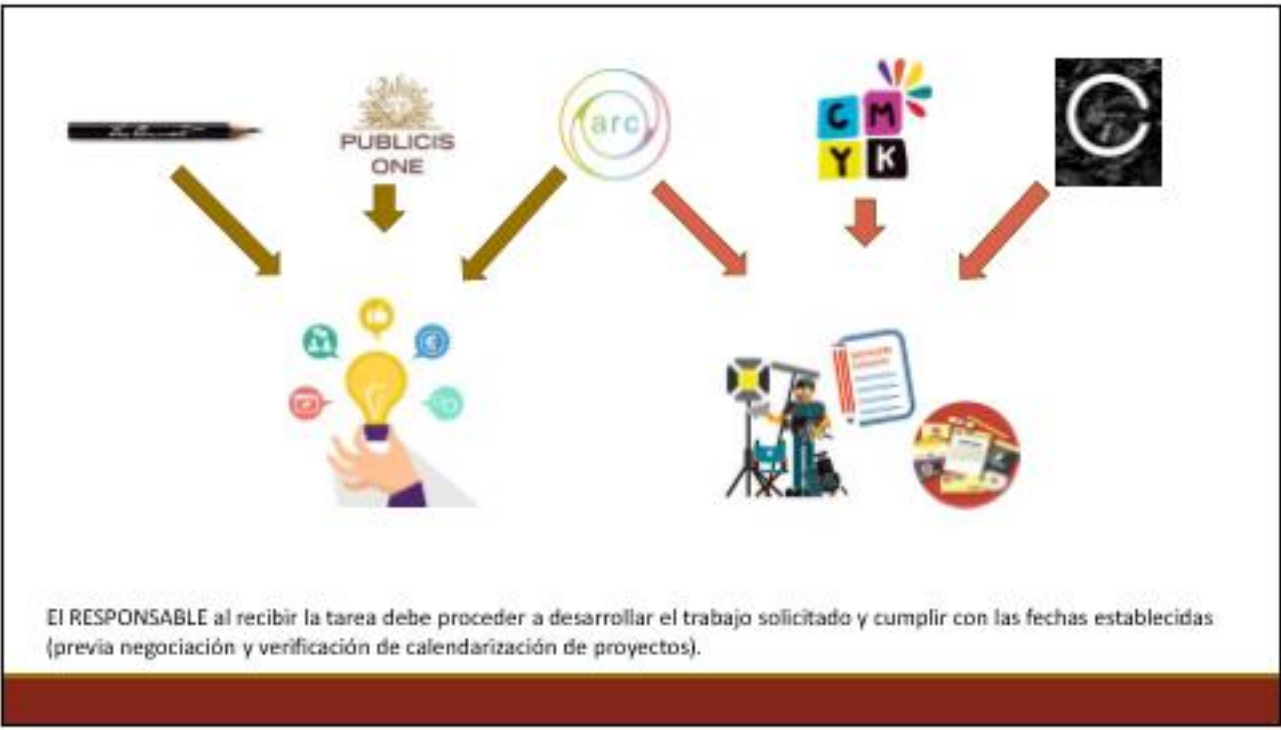 PUBLICIS
ONE
arc
C M
Y K
El RESPONSABLE al recibir la tarea debe proceder a desarrollar el trabajo solicitado y cumplir con las fechas establecidas
(previa negociación y verificación de calendarización de proyectos).